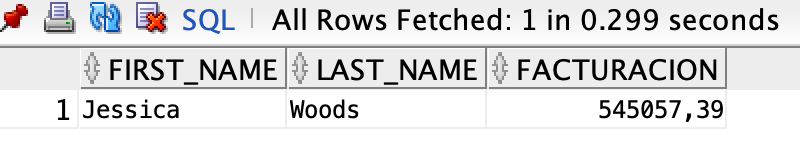 SQL | All Rows Fetched: 1 in 0.299 seconds
FIRST_NAME LAST_NAME FACTURACION
1 Jessica Woods 545057,39